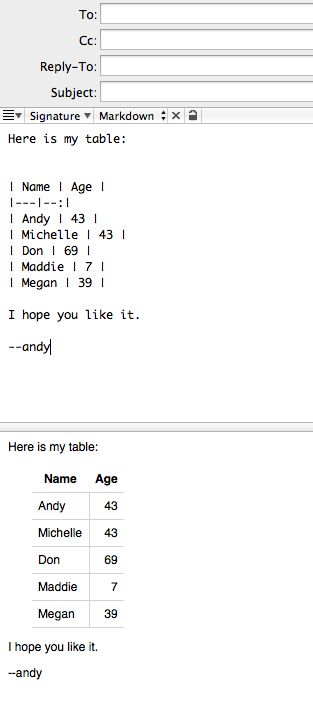 To:
Cc:
Reply-To:
Subject:
Signature Markdown
Here is my table:
| Name | Age |
|---|--:|
| Andy | 43 |
| Michelle | 43 |
| Don | 69 |
| Maddie | 7 |
| Megan | 39 |
I hope you like it.
--andy
Here is my table:
Name Age
Andy 43
Michelle 43
Don 69
Maddie 7
Megan 39
I hope you like it.
--andy